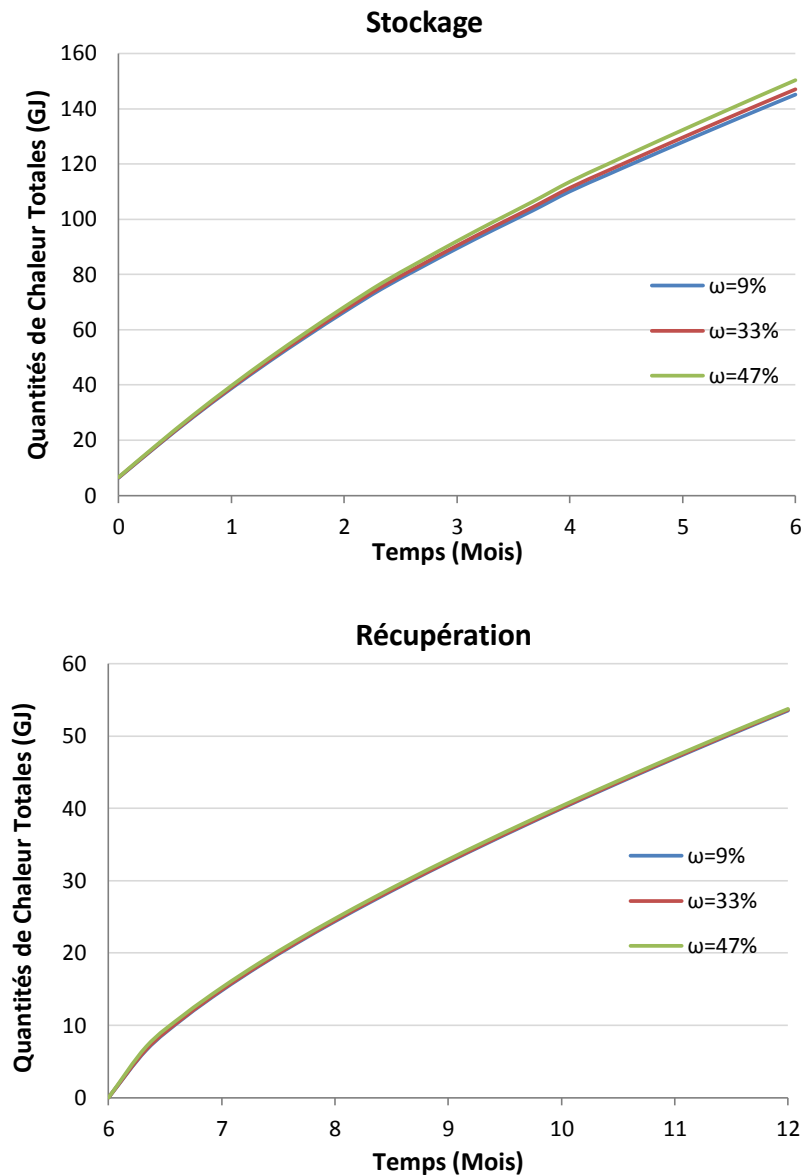 Stockage
Quantités de Chaleur Totales (GJ)
160
140
120
100
80
60
40
20
0
ω=9%
ω=33%
ω=47%
0 1 2 3 4 5 6
Temps (Mois)
Récupération
Quantités de Chaleur Totales (GJ)
60
50
40
30
20
10
0
ω=9%
ω=33%
ω=47%
6 7 8 9 10 11 12
Temps (Mois)